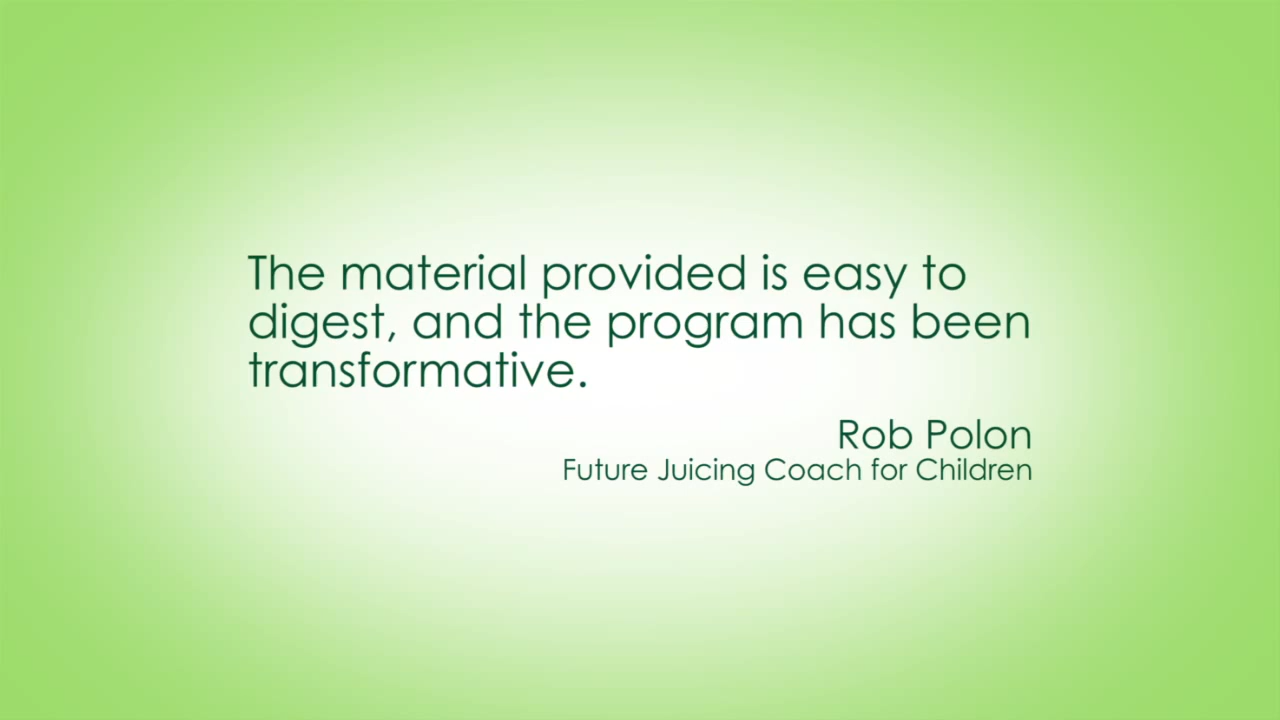 The material provided is easy to
digest, and the program has been
transformative.
Rob Polon
Future Juicing Coach for Children